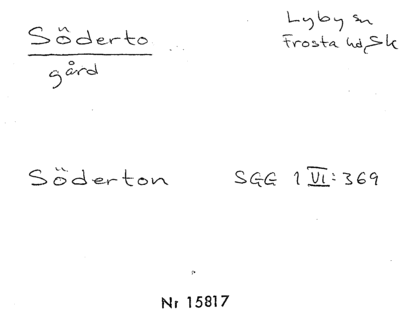 Söderto
gård
Lyby sn
Frosta hd, Sk
Söderton SGG 1 VI: 369
Nr 15817